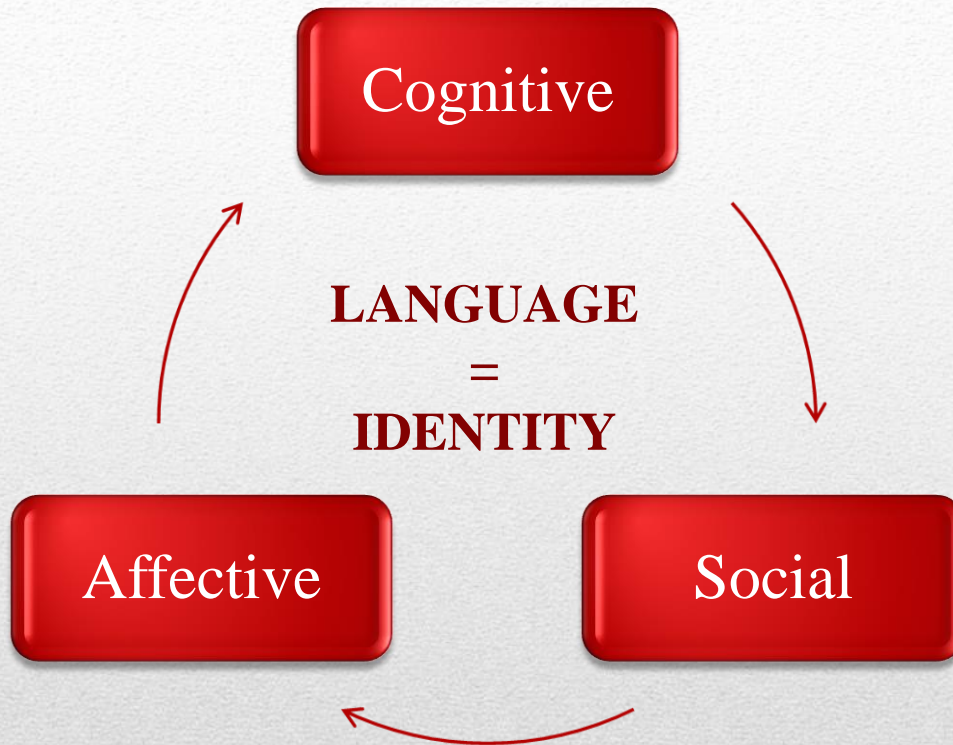 Cognitive
LANGUAGE
=
IDENTITY
Affective
Social